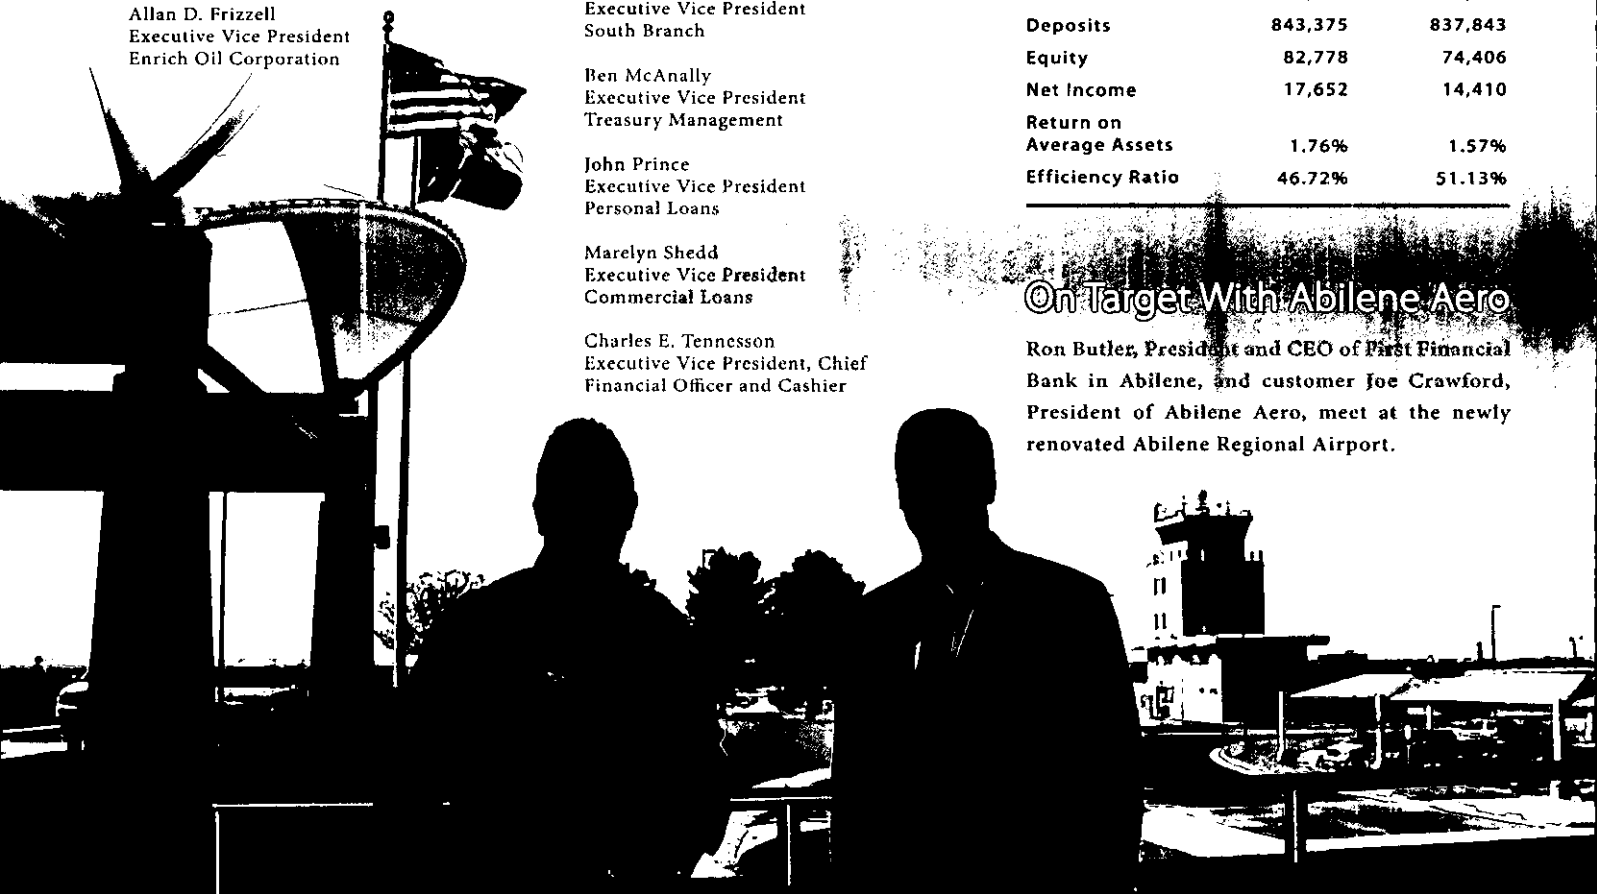 Allan D. Frizzell
Executive Vice President
Enrich Oil Corporation
Executive Vice President
South Branch
Ben McAnally
Executive Vice President
Treasury Management
John Prince
Executive Vice President
Personal Loans
Marelyn Shedd
Executive Vice President
Commercial Loans
Charles E. Tennesson
Executive Vice President, Chief
Financial Officer and Cashier
Deposits 843,375 837,843
Equity 82,778 74,406
Net Income 17,652 14,410
Return on
Average Assets 1.76% 1.57%
Efficiency Ratio 46.72% 51.13%
On Target With Abilene Aero
Ron Butler, President and CEO of First Financial
Bank in Abilene, and customer Joe Crawford,
President of Abilene Aero, meet at the newly
renovated Abilene Regional Airport.